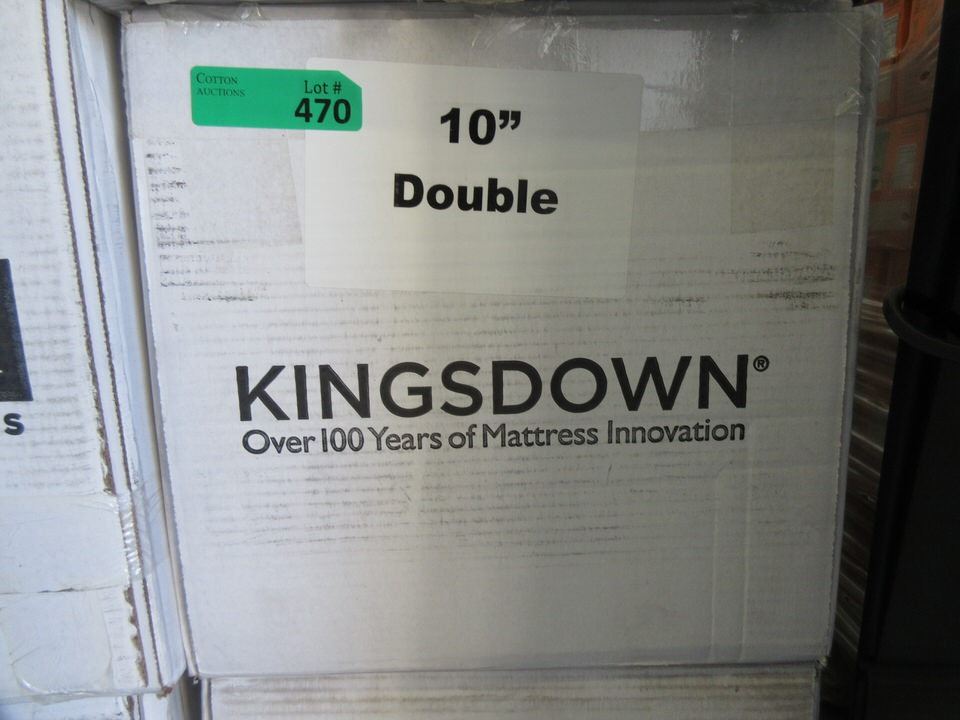 COTTON
AUCTIONS
Lot #
470
10”
Double
KINGSDOWN®
Over 100 Years of Mattress Innovation
S